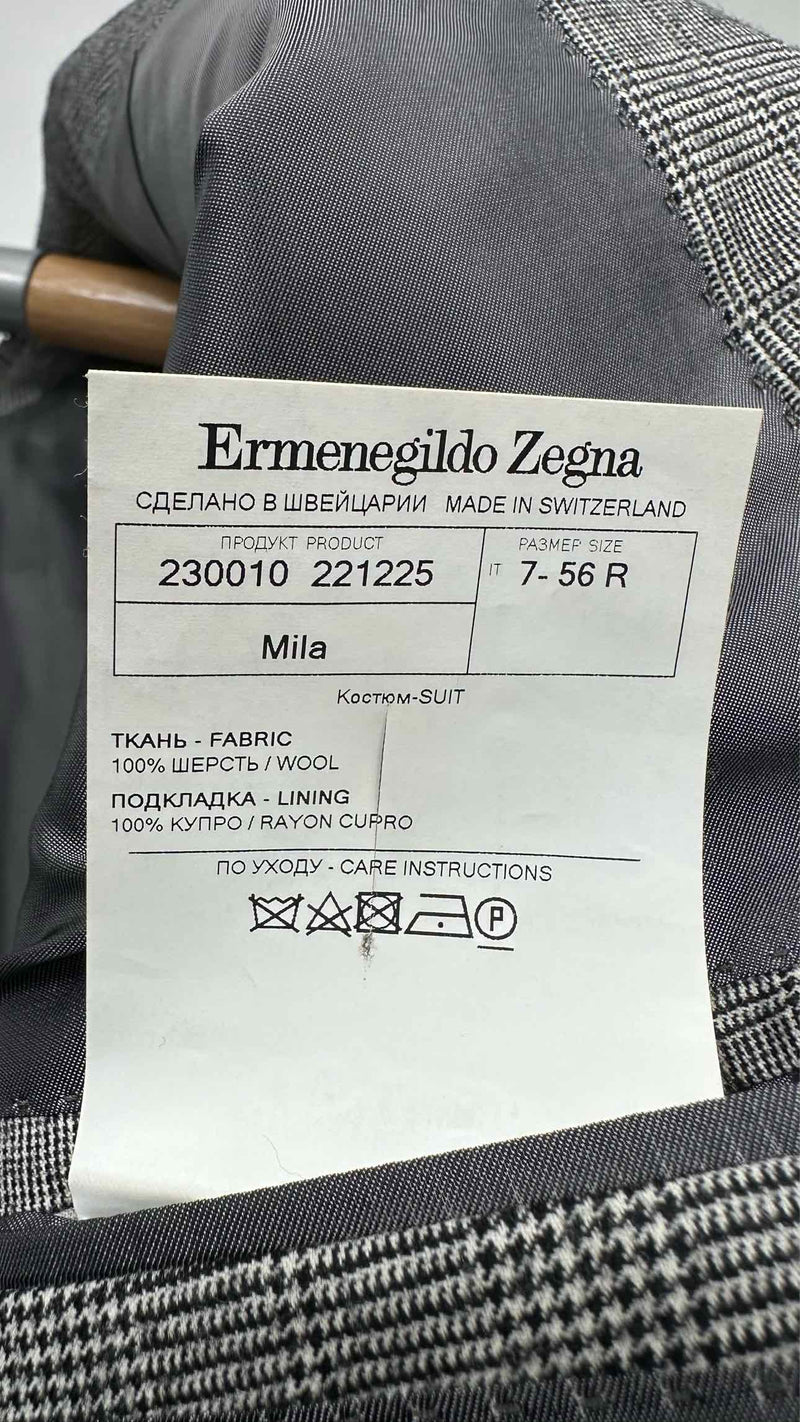 Ermenegildo Zegna
СДЕЛАНО В ШВЕЙЦАРИИ MADE IN SWITZERLAND
ПРОДУКТ PRODUCT
РАЗМЕР SIZE
230010 221225
IT 7- 56 R
Mila
Костюм-SUIT
ТКАНЬ - FABRIC
100% ШЕРСТЬ / WOOL
ПОДКЛАДКА - LINING
100% КУПРО / RAYON CUPRO
ПО УХОДУ - CARE INSTRUCTIONS
P